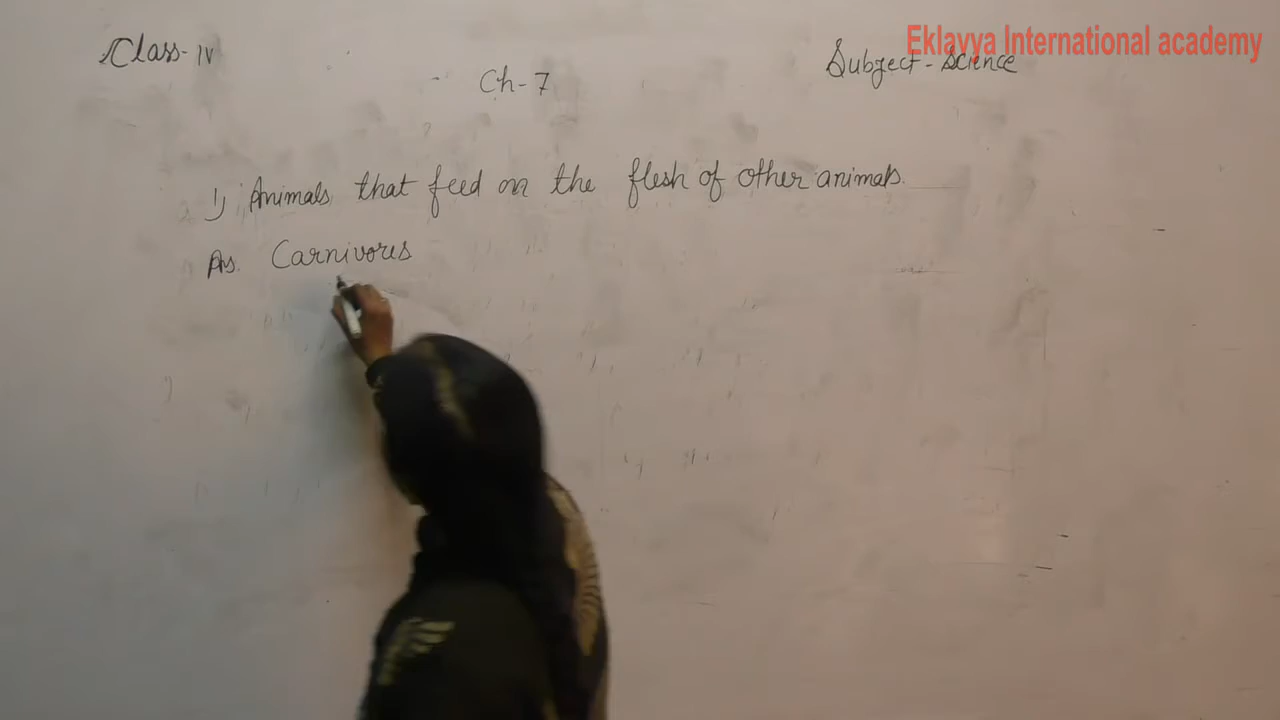 Eklavya International academy
Class- IV
Subject - Science
Ch - 7
1) Animals that feed on the flesh of other animals.
Ans. Carnivores